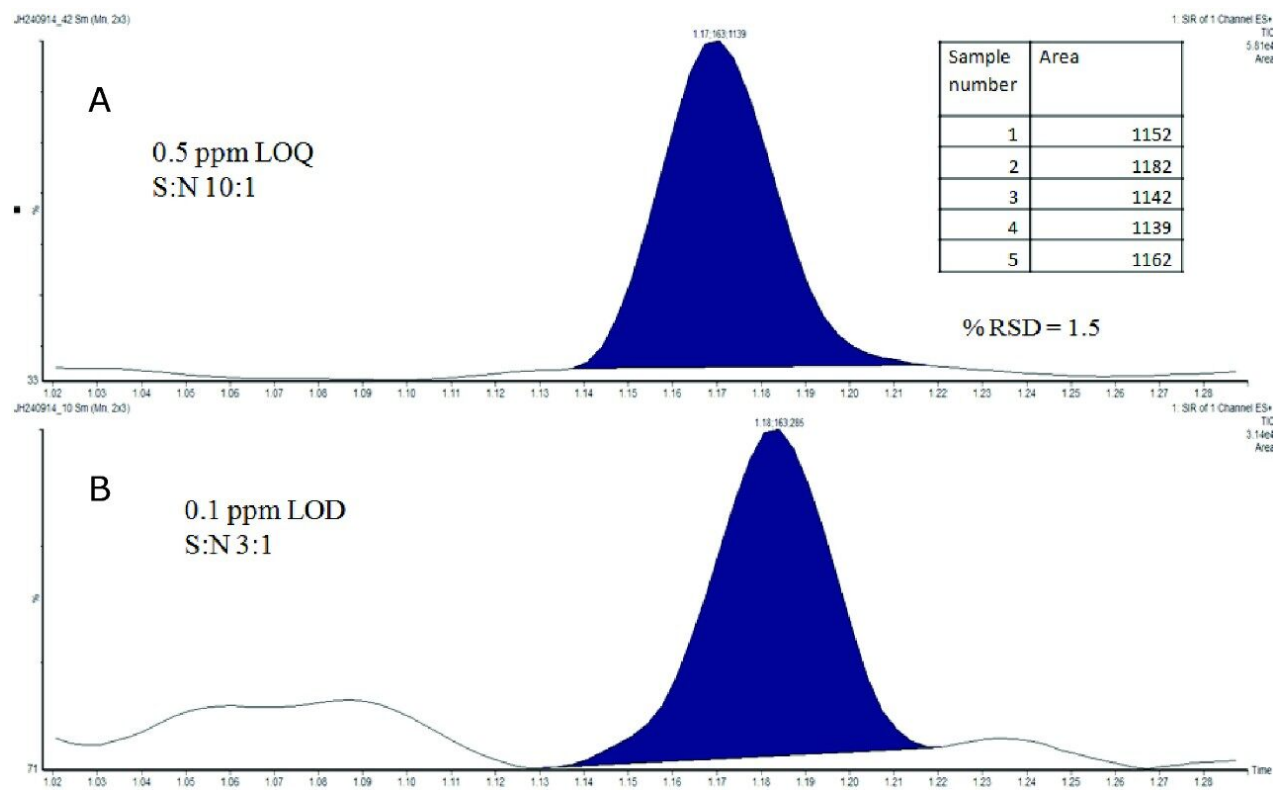 JH240914_42 Sm (Mn, 2x3)
1: SIR of 1 Channel ES+
TIC
5.81e4
Area
1.17;163;1139
A
0.5 ppm LOQ
S:N 10:1
Sample number Area
1 1152
2 1182
3 1142
4 1139
5 1162
% RSD = 1.5
%
33
1.02 1.03 1.04 1.05 1.06 1.07 1.08 1.09 1.10 1.11 1.12 1.13 1.14 1.15 1.16 1.17 1.18 1.19 1.20 1.21 1.22 1.23 1.24 1.25 1.26 1.27 1.28
JH240914_10 Sm (Mn, 2x3)
1: SIR of 1 Channel ES+
TIC
3.14e4
Area
1.18;163;285
B
0.1 ppm LOD
S:N 3:1
%
71
1.02 1.03 1.04 1.05 1.06 1.07 1.08 1.09 1.10 1.11 1.12 1.13 1.14 1.15 1.16 1.17 1.18 1.19 1.20 1.21 1.22 1.23 1.24 1.25 1.26 1.27 1.28
Time